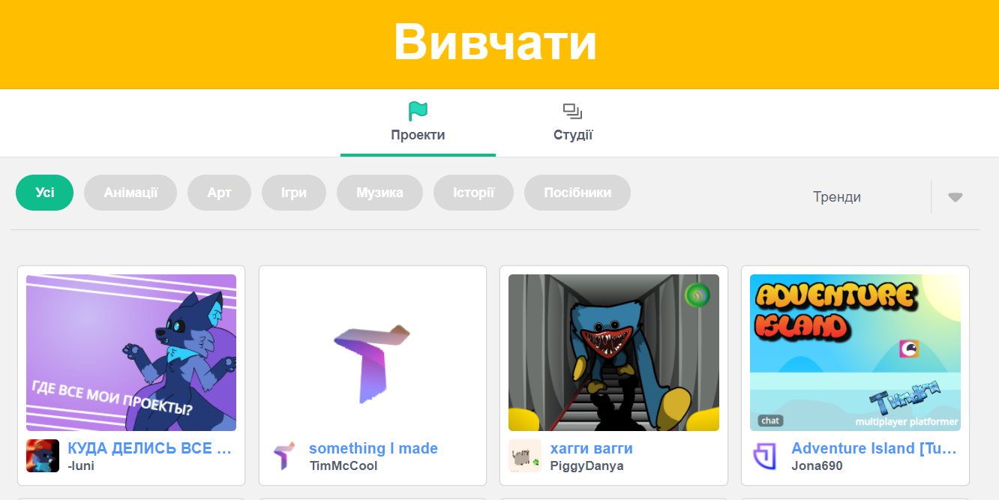 Вивчати
Проекти
Студії
Усі
Анімації
Арт
Ігри
Музика
Історії
Посібники
Тренди
ГДЕ ВСЕ МОИ ПРОЕКТЫ?
КУДА ДЕЛИСЬ ВСЕ ...
-luni
something I made
TimMcCool
хагги вагги
PiggyDanya
ADVENTURE
ISLAND
Tundra
chat
multiplayer platformer
Adventure Island [Tu...
Jona690